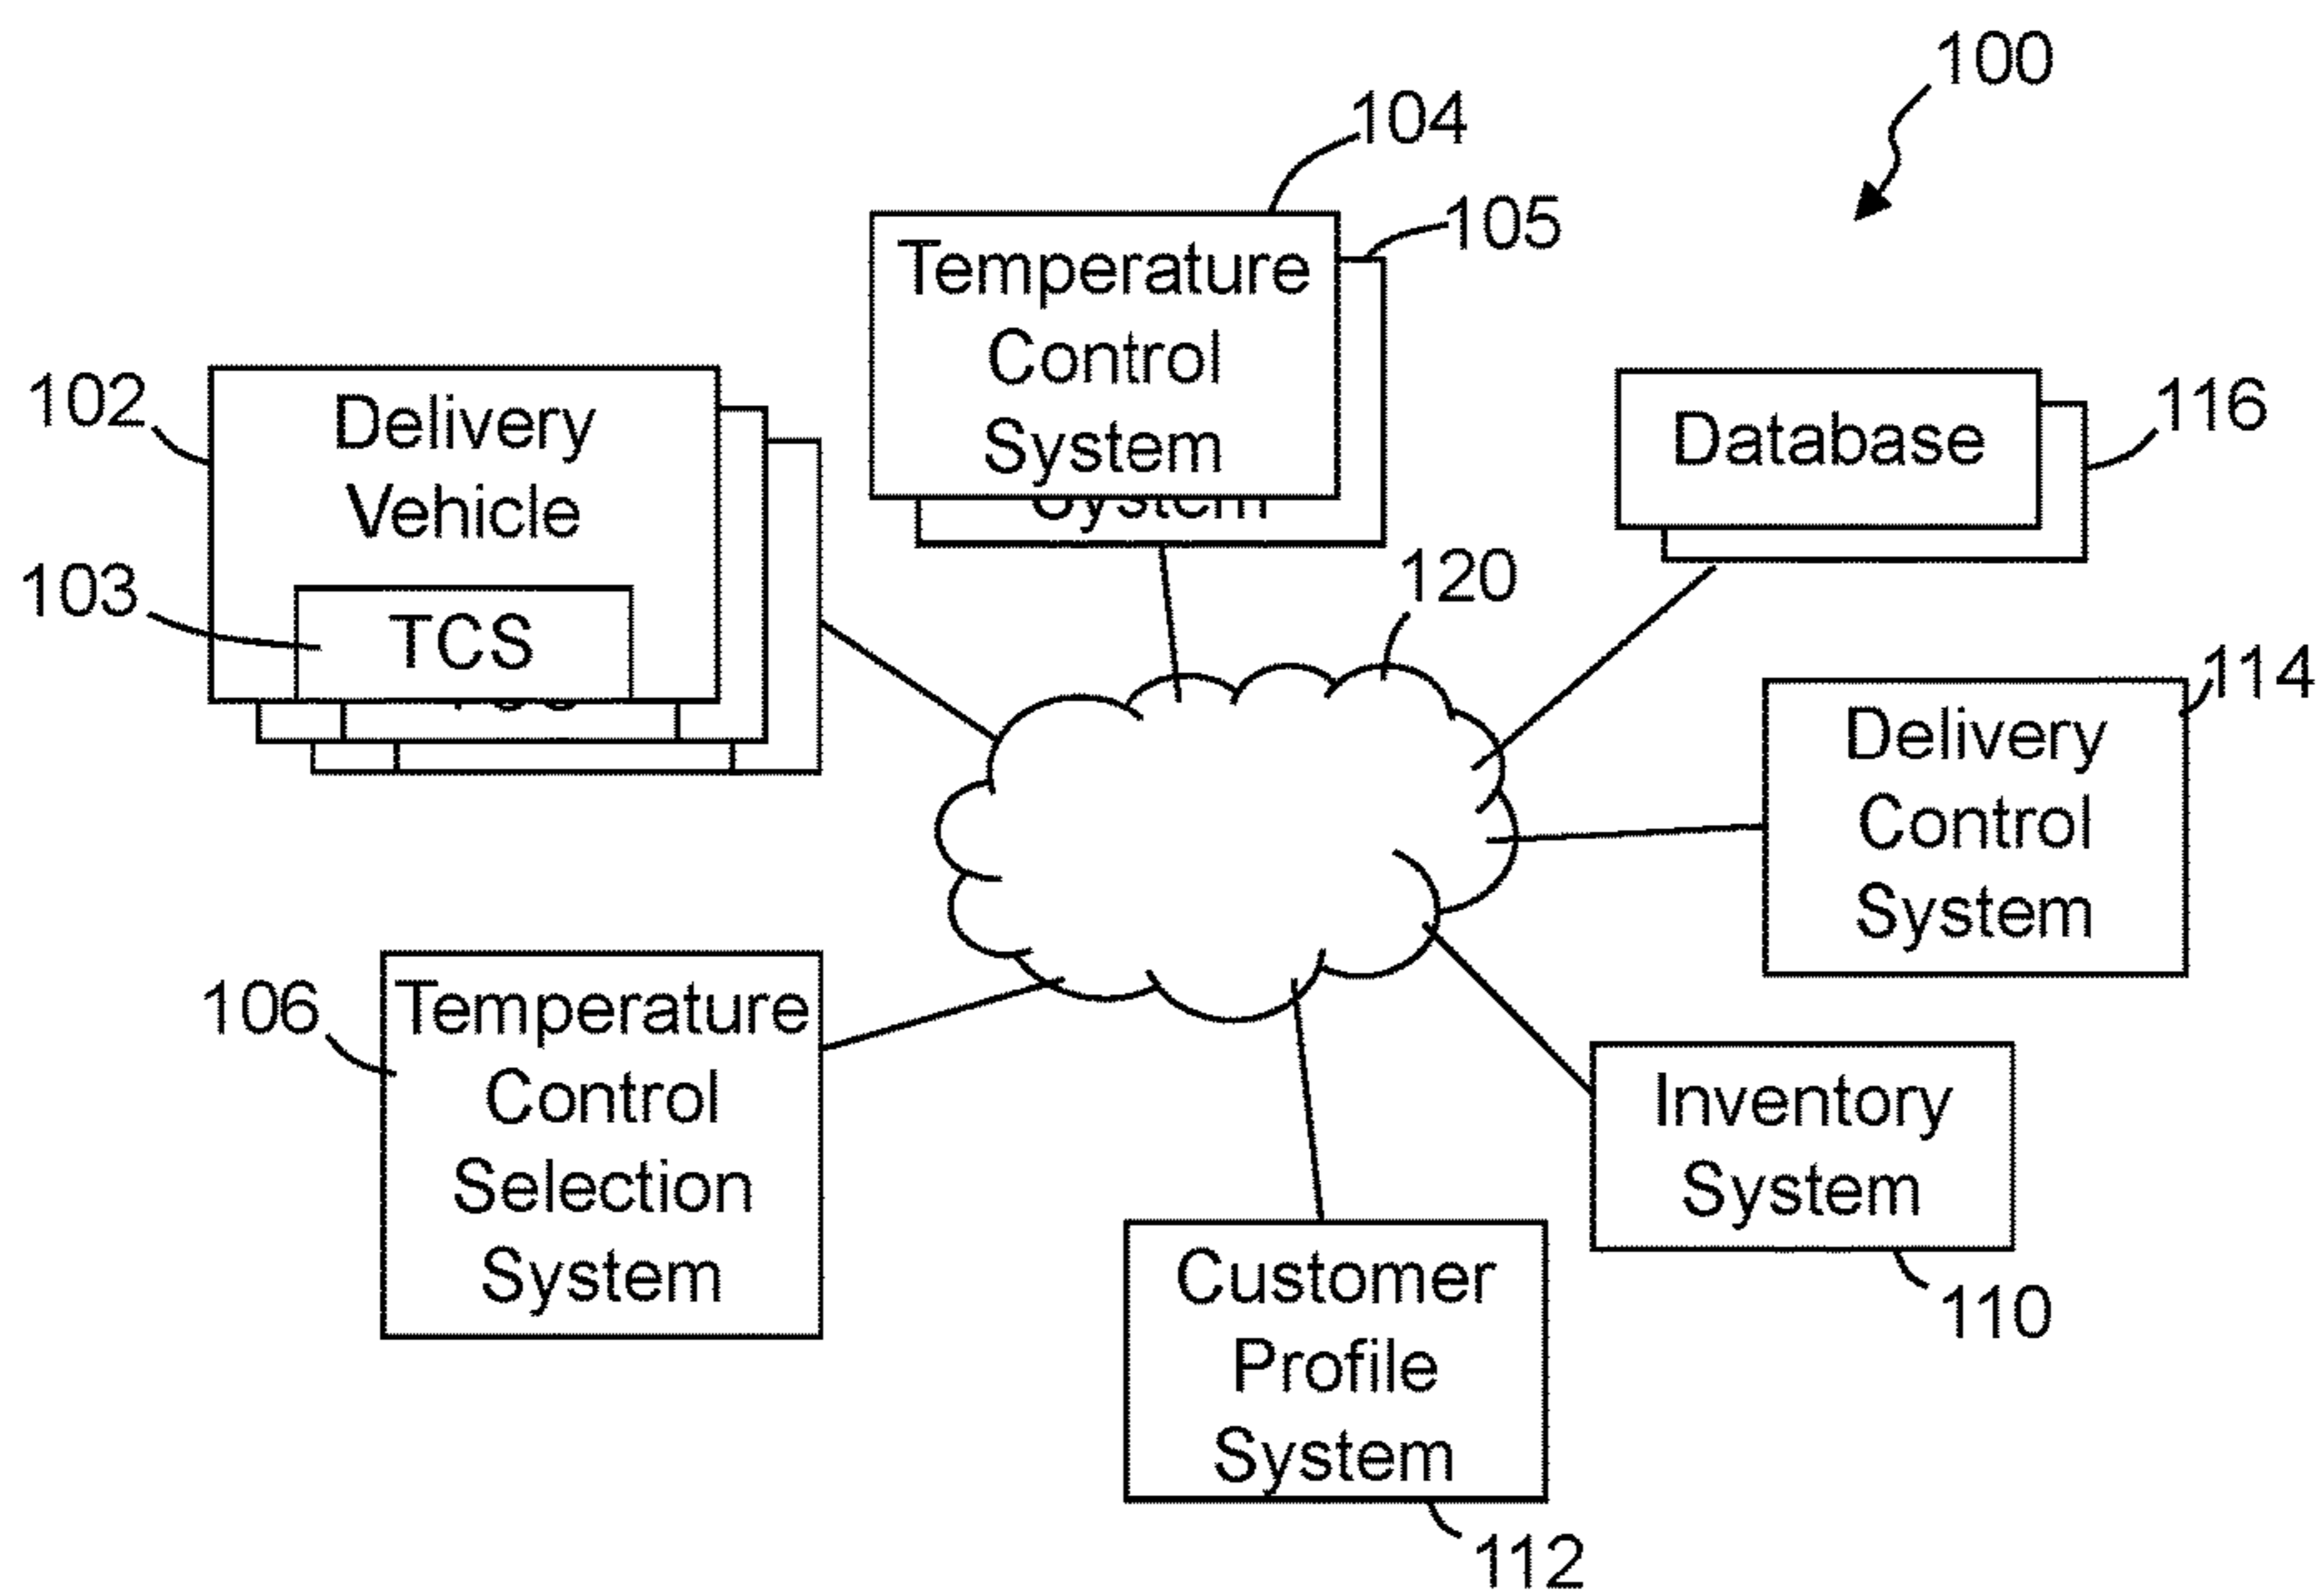 100
104
105
Temperature
Control
System
System
102
Delivery
Vehicle
103
TCS
Database
116
120
114
Delivery
Control
System
106
Temperature
Control
Selection
System
Inventory
System
110
Customer
Profile
System
112